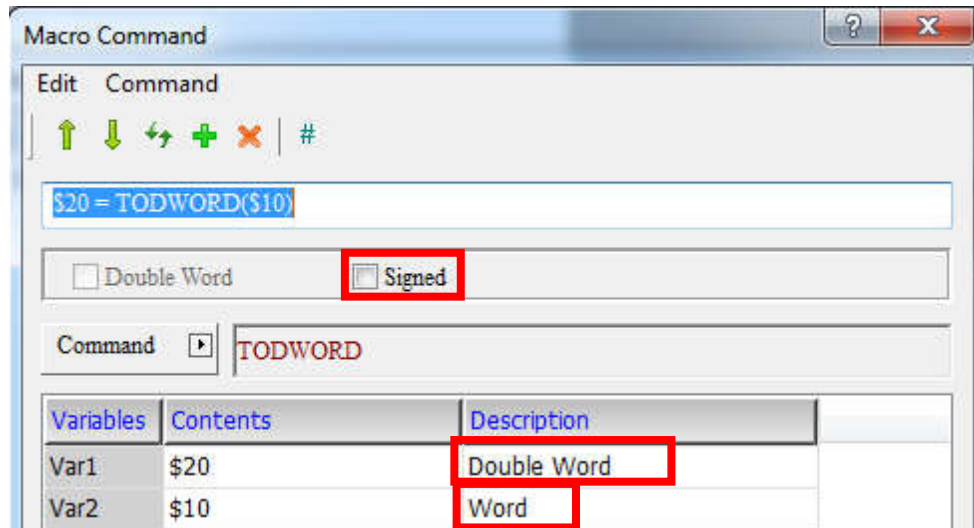 Macro Command
Edit Command
#
$20 = TODWORD($10)
Double Word Signed
Command TODWORD
Variables Contents Description
Var1 $20 Double Word
Var2 $10 Word